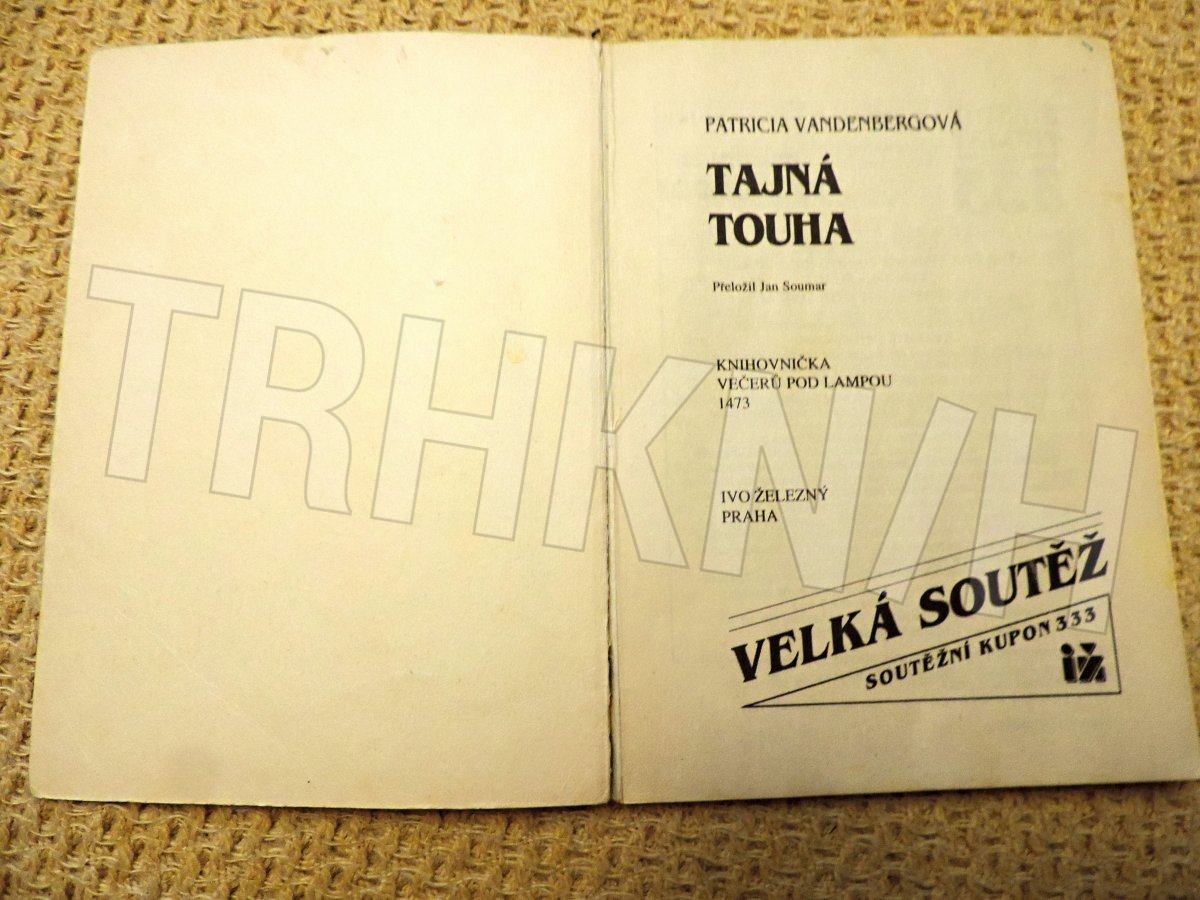 PATRICIA VANDENBERGOVÁ
TAJNÁ
TOUHA
Přeložil Jan Soumar
KNIHOVNIČKA
VEČERŮ POD LAMPOU
1473
IVO ŽELEZNÝ
PRAHA
VELKÁ SOUTĚŽ
SOUTĚŽNÍ KUPON 333
iž
TRHKNIH